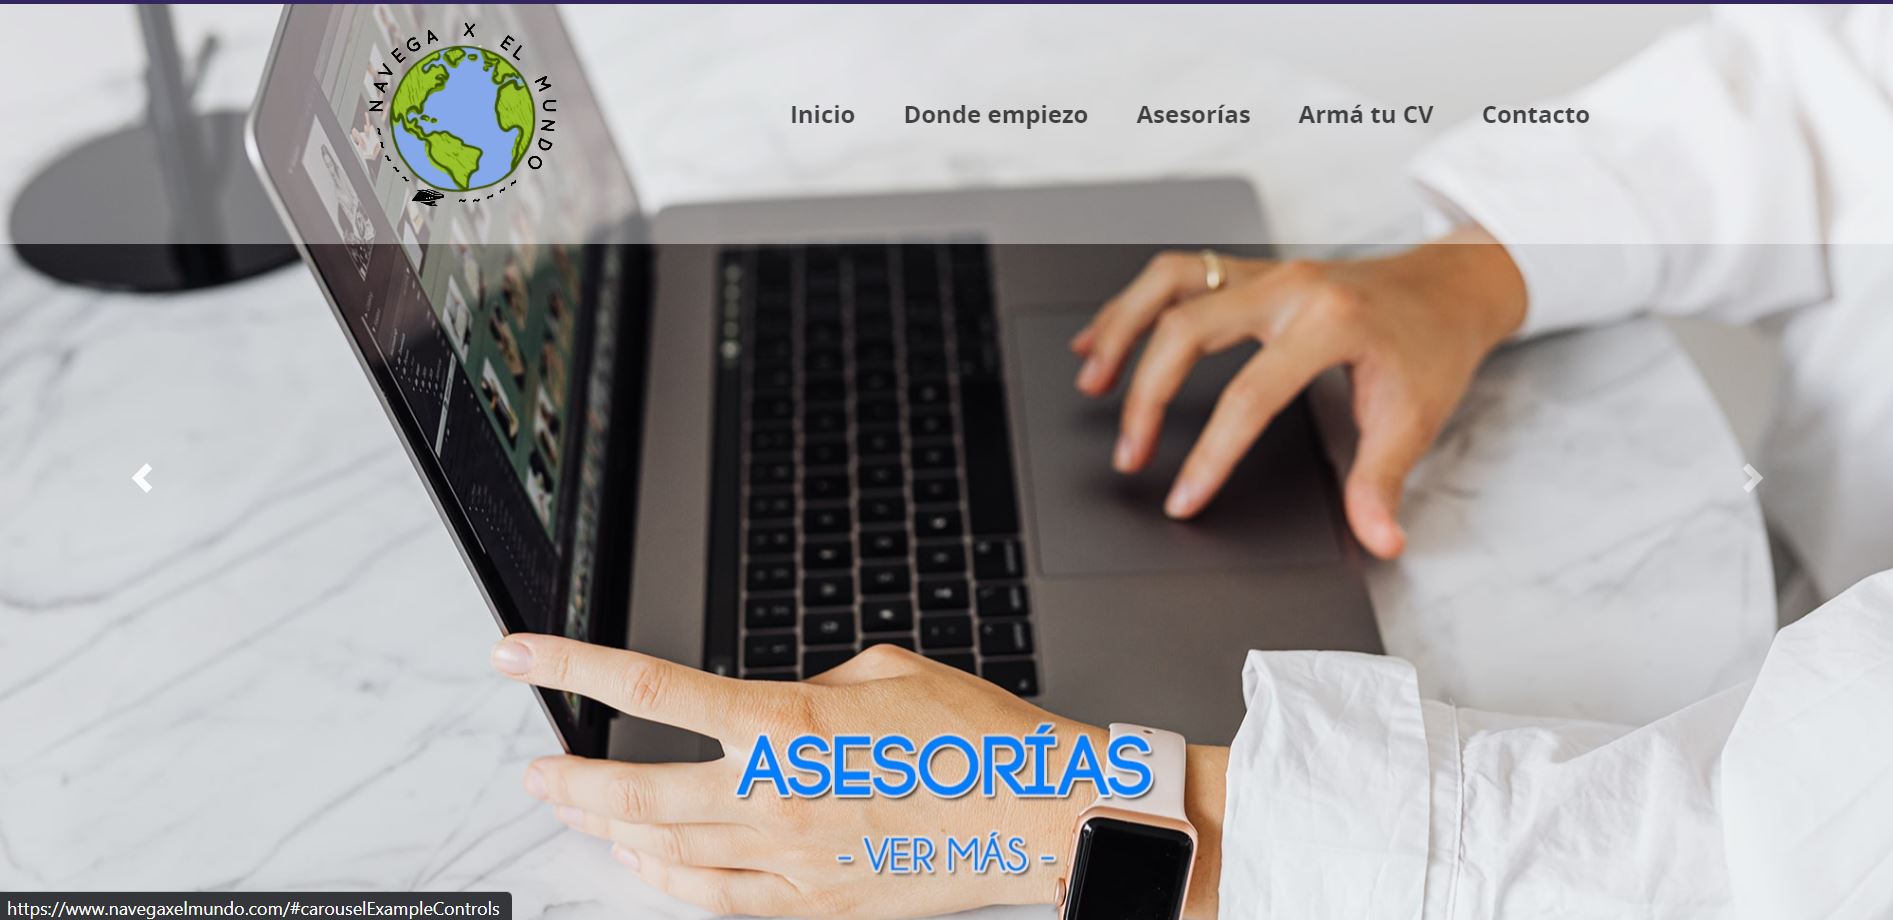 NAVEGA X EL MUNDO
Inicio
Donde empiezo
Asesorías
Armá tu CV
Contacto
ASESORÍAS
- VER MÁS -
https://www.navegaxelmundo.com/#carouselExampleControls